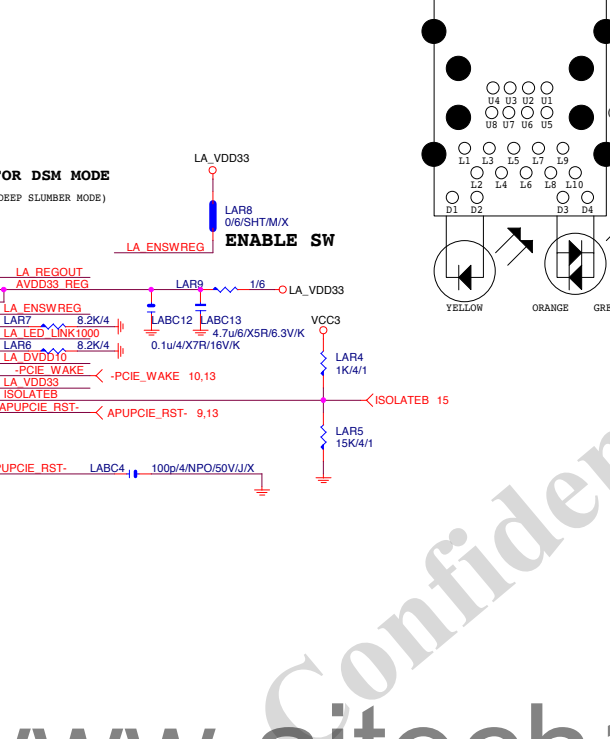 U4 U3 U2 U1
U8 U7 U6 U5
L1 L3 L5 L7 L9
L2 L4 L6 L8 L10
D1 D2 D3 D4
YELLOW ORANGE GRE
LA_VDD33
OR DSM MODE
DEEP SLUMBER MODE)
LAR8
0/6/SHT/M/X
LA_ENSWREG
ENABLE SW
LA_REGOUT
AVDD33_REG
LAR9 1/6
LA_VDD33
LA_ENSWREG
LAR7 8.2K/4
LA_LED_LINK1000
LAR6 8.2K/4
LA_DVDD10
-PCIE_WAKE
LA_VDD33
ISOLATEB
APUPCIE_RST-
LABC12
0.1u/4/X7R/16V/K
LABC13
4.7u/6/X5R/6.3V/K
VCC3
LAR4
1K/4/1
-PCIE_WAKE 10,13
ISOLATEB 15
APUPCIE_RST- 9,13
LAR5
15K/4/1
UPCIE_RST- LABC4 100p/4/NPO/50V/J/X
Confiden